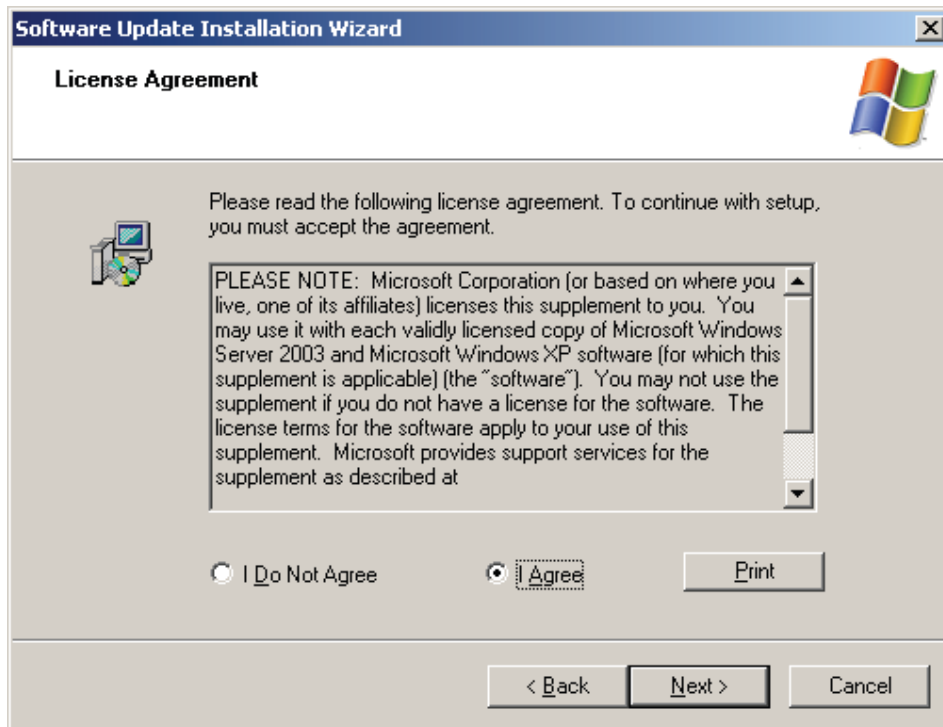 Software Update Installation Wizard
License Agreement
Please read the following license agreement. To continue with setup,
you must accept the agreement.
PLEASE NOTE:  Microsoft Corporation (or based on where you
live, one of its affiliates) licenses this supplement to you.  You
may use it with each validly licensed copy of Microsoft Windows
Server 2003 and Microsoft Windows XP software (for which this
supplement is applicable) (the "software").  You may not use the
supplement if you do not have a license for the software.  The
license terms for the software apply to your use of this
supplement.  Microsoft provides support services for the
supplement as described at
I Do Not Agree
I Agree
Print
< Back
Next >
Cancel